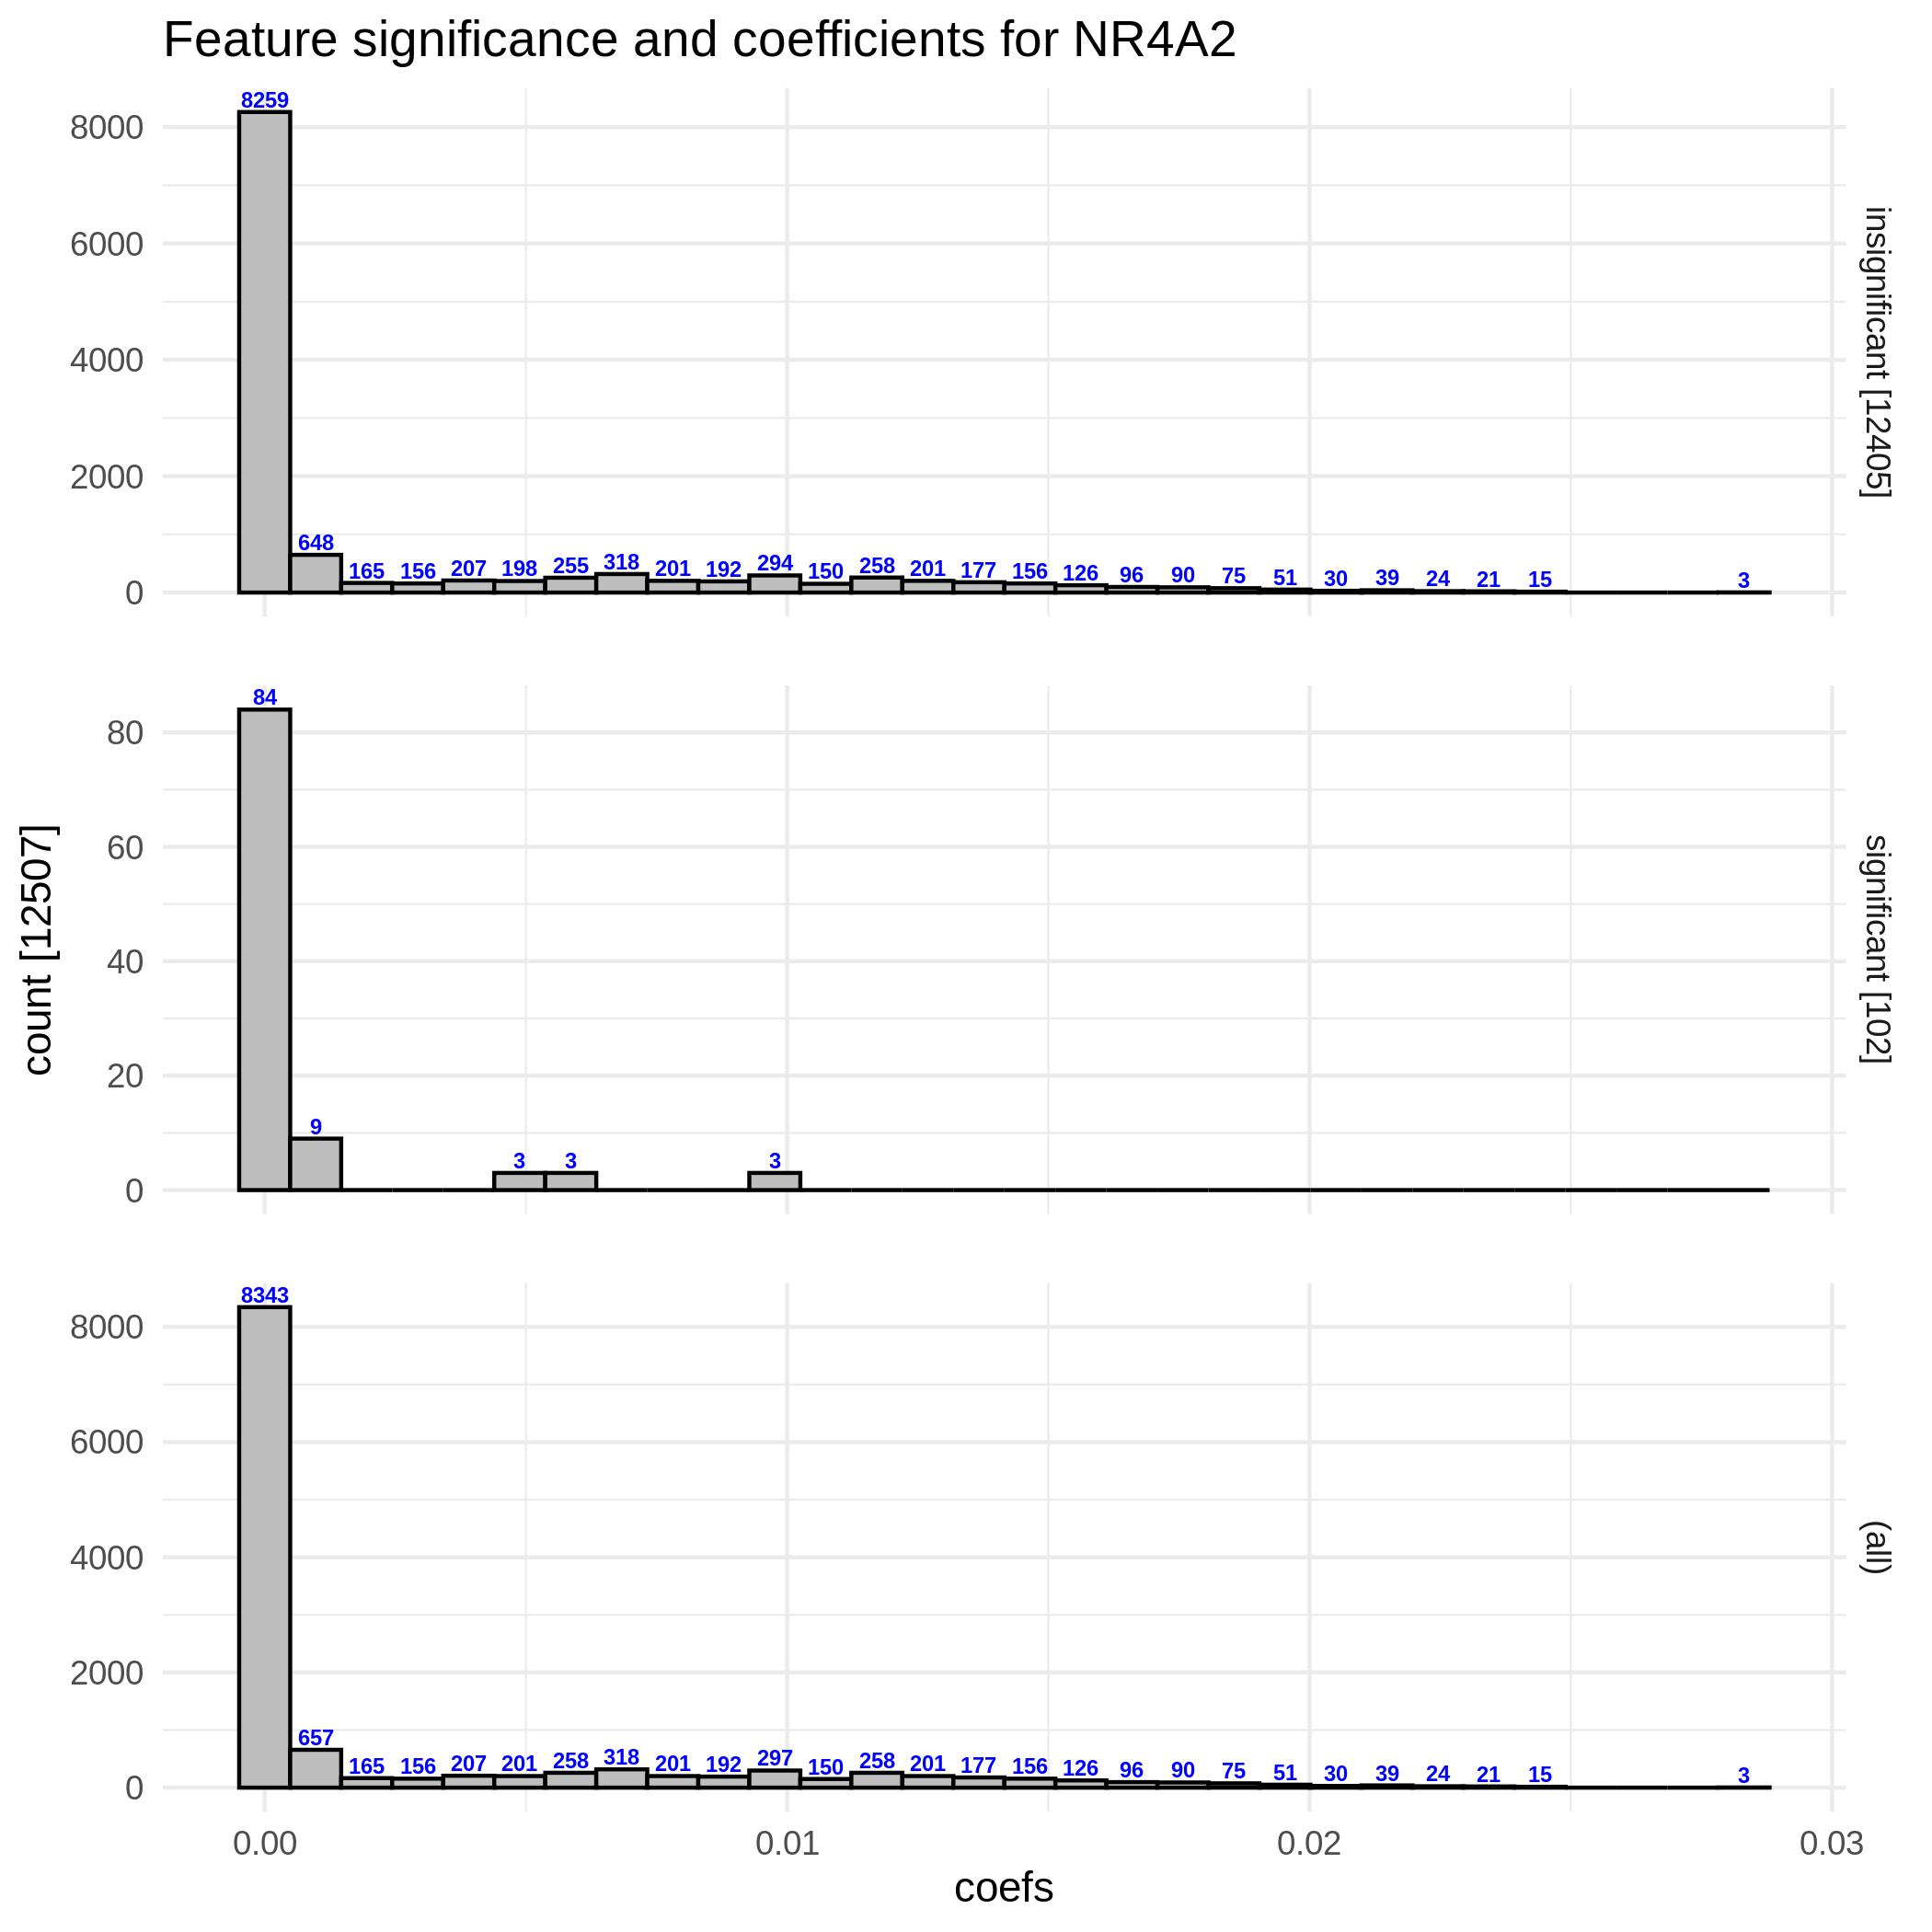 Feature significance and coefficients for NR4A2
8259
8000
6000
4000
2000
0
648 165 156 207 198 255 318 201 192 294 150 258 201 177 156 126 96 90 75 51 30 39 24 21 15 3
insignificant [12405]
84
80
60
40
20
0
9 3 3 3
significant [102]
count [12507]
8343
8000
6000
4000
2000
0
657 165 156 207 201 258 318 201 192 297 150 258 201 177 156 126 96 90 75 51 30 39 24 21 15 3
(all)
0.00 0.01 0.02 0.03
coefs